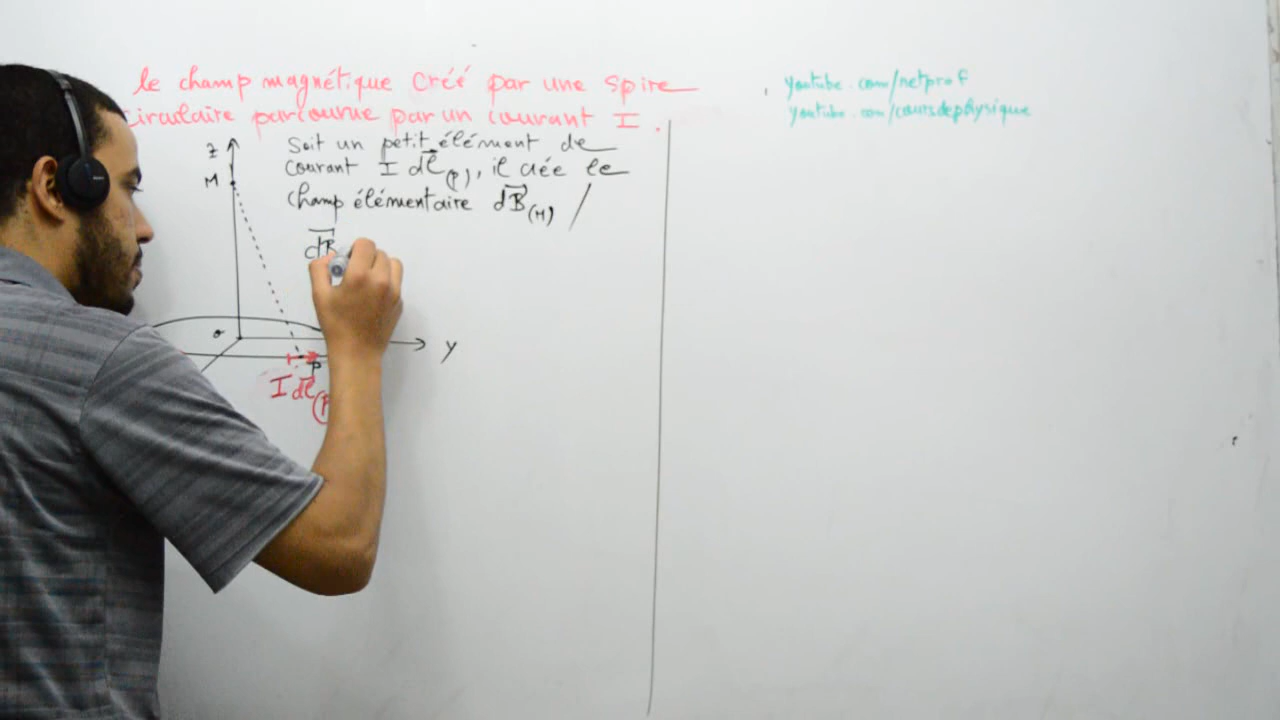 le champ magnétique créé par une spire
circulaire parcourue par un courant I.
youtube.com/netprof
youtube.com/coursdephysique
Soit un petit élément de
courant I dl⃗(P), il crée le
champ élémentaire dB⃗(M) /
dB⃗
z
M
o
y
P
I dl⃗(P